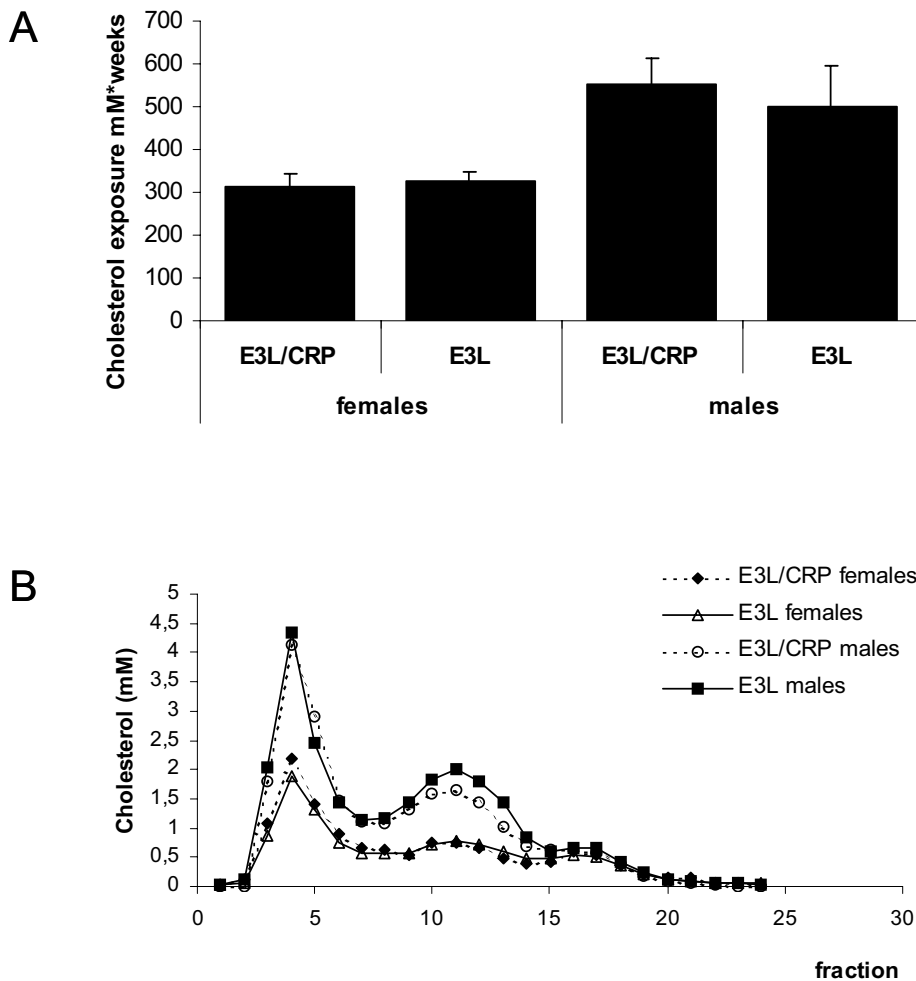 A
Cholesterol exposure mM*weeks
700
600
500
400
300
200
100
0
E3L/CRP E3L E3L/CRP E3L
females males
B
Cholesterol (mM)
5
4,5
4
3,5
3
2,5
2
1,5
1
0,5
0
0 5 10 15 20 25 30
fraction
E3L/CRP females
E3L females
E3L/CRP males
E3L males